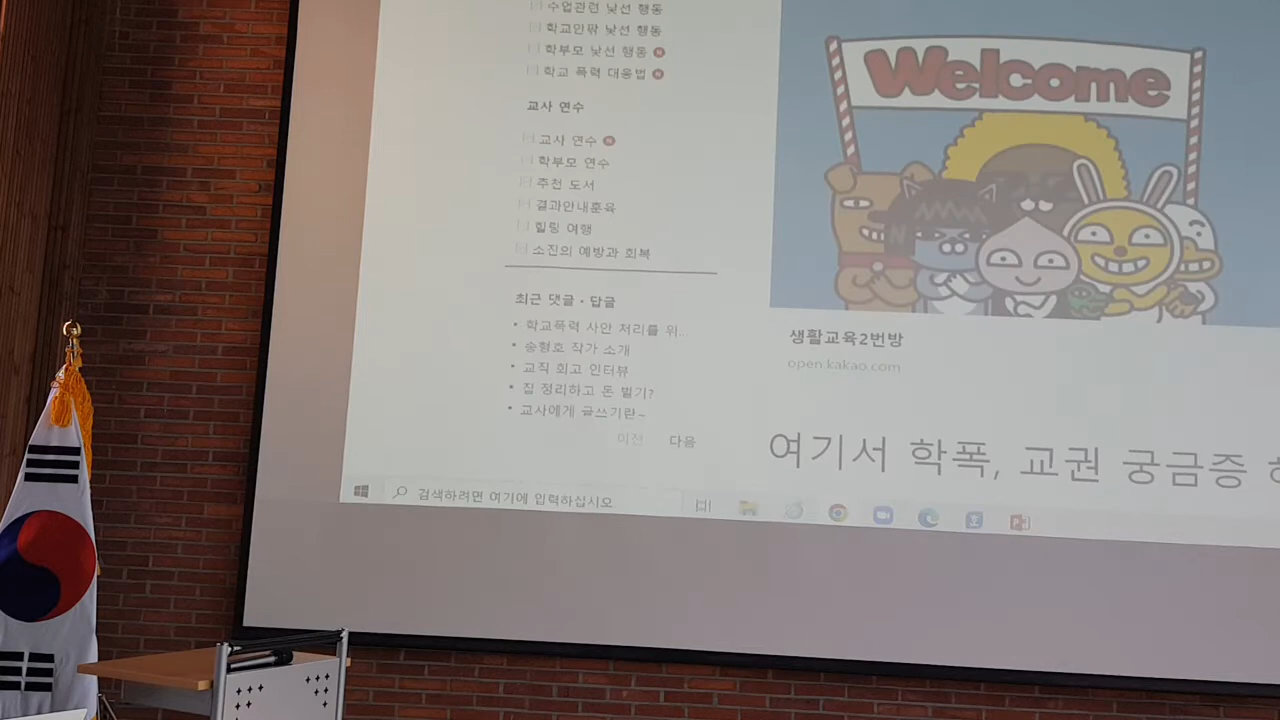 수업관련 낯선 행동
학교안팎 낯선 행동
학부모 낯선 행동 N
학교 폭력 대응법 N
교사 연수
교사 연수 N
학부모 연수
추천 도서
결과안내훈육
힐링 여행
소진의 예방과 회복
최근 댓글·답글
학교폭력 사안 처리를 위..
송형호 작가 소개
교직 회고 인터뷰
집 정리하고 돈 벌기?
교사에게 글쓰기란~
이전 다음
Welcome
생활교육2번방
open.kakao.com
여기서 학폭, 교권 궁금증
검색하려면 여기에 입력하십시오